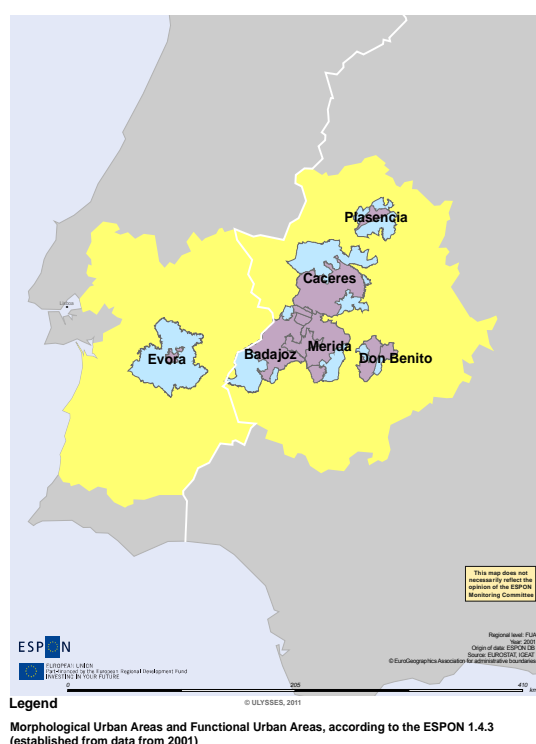 Plasencia
Caceres
Lisboa
Evora
Badajoz
Merida
Don Benito
This map does not
necessarily reflect the
opinion of the ESPON
Monitoring Committee
ESPON
EUROPEAN UNION
Part-financed by the European Regional Development Fund
INVESTING IN YOUR FUTURE
Regional level: FUA
Year: 2001
Origin of data: ESPON DB
Source: EUROSTAT, IGEAT
© EuroGeographics Association for administrative boundaries
0 205 410
km
Legend
© ULYSSES, 2011
Morphological Urban Areas and Functional Urban Areas, according to the ESPON 1.4.3
(established from data from 2001)